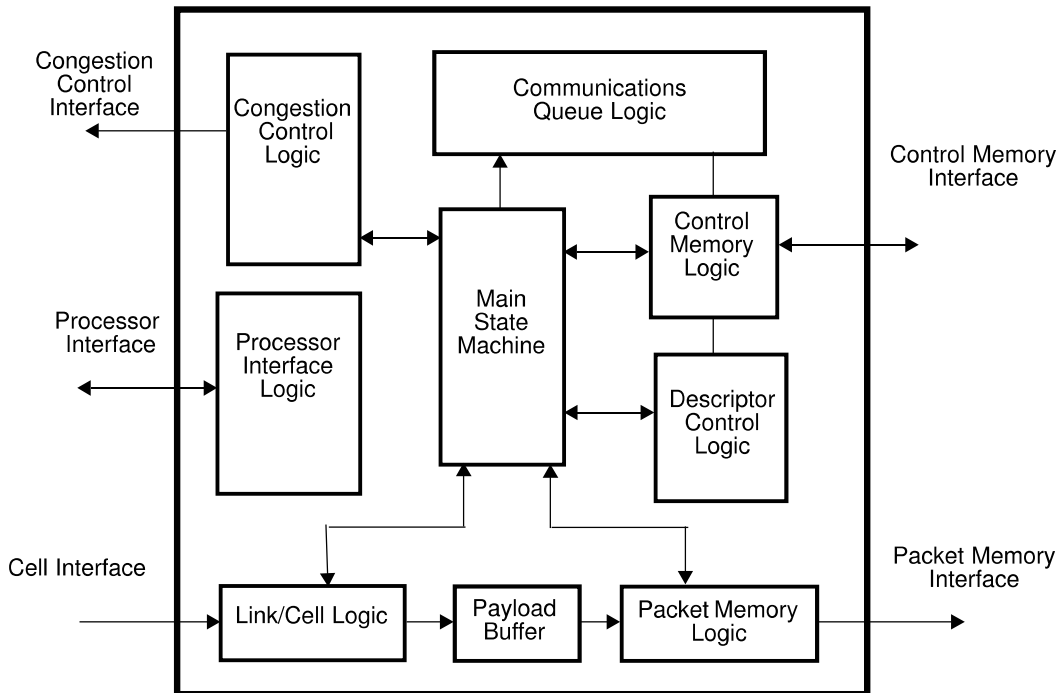 Congestion
Control
Interface
Congestion
Control
Logic
Communications
Queue Logic
Control Memory
Interface
Control
Memory
Logic
Processor
Interface
Processor
Interface
Logic
Main
State
Machine
Descriptor
Control
Logic
Cell Interface
Link/Cell Logic
Payload
Buffer
Packet Memory
Logic
Packet Memory
Interface